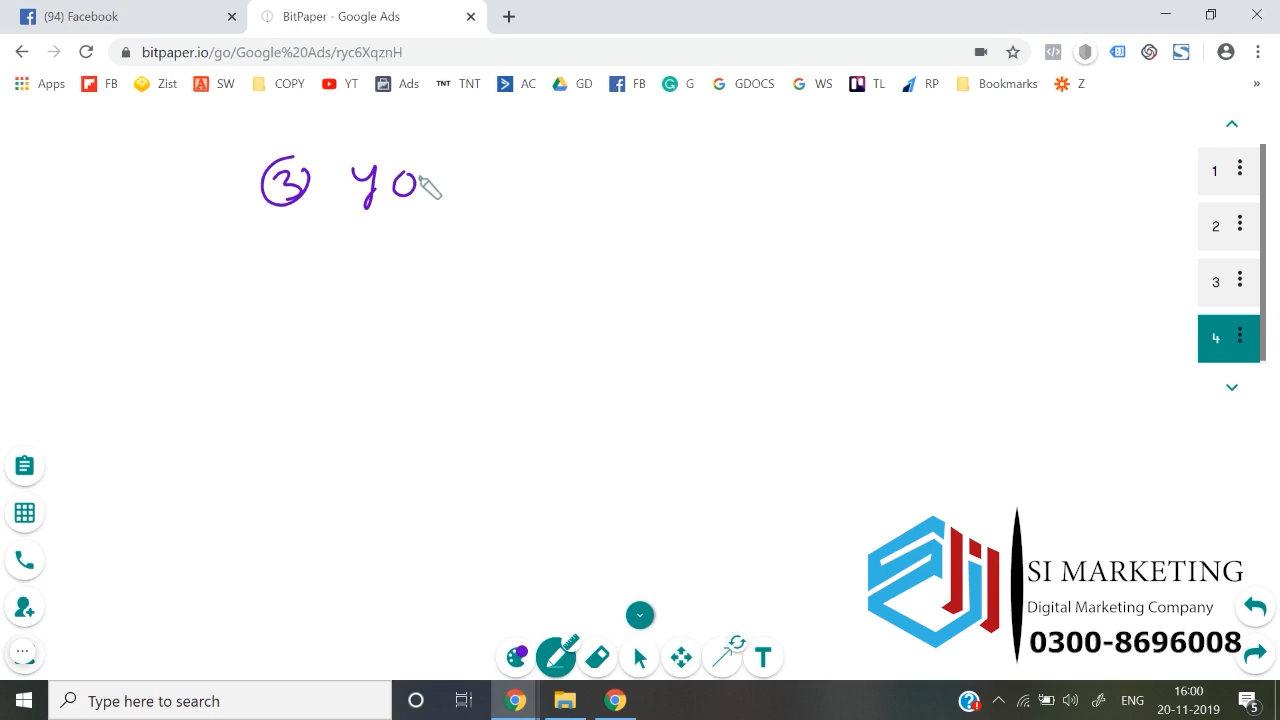 (94) Facebook
BitPaper - Google Ads
bitpaper.io/go/Google%20Ads/ryc6XqznH
Apps FB Zist SW COPY YT Ads TNT TNT AC GD FB G GDOCS WS TL RP Bookmarks Z »
3 yo
1
2
3
4
SI MARKETING
Digital Marketing Company
0300-8696008
T
Type here to search
ENG
16:00
20-11-2019
5